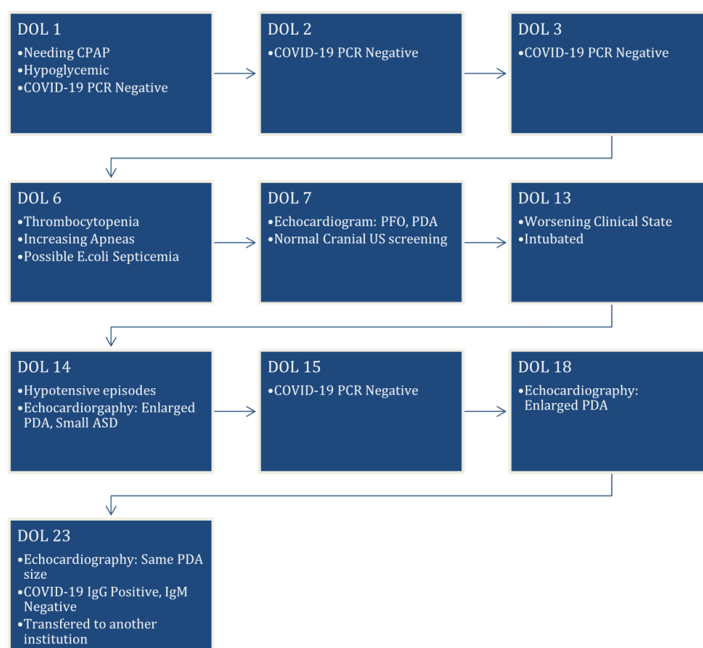 DOL 1
•Needing CPAP
•Hypoglycemic
•COVID-19 PCR Negative
DOL 2
•COVID-19 PCR Negative
DOL 3
•COVID-19 PCR Negative
DOL 6
•Thrombocytopenia
•Increasing Apneas
•Possible E.coli Septicemia
DOL 7
•Echocardiogram: PFO, PDA
•Normal Cranial US screening
DOL 13
•Worsening Clinical State
•Intubated
DOL 14
•Hypotensive episodes
•Echocardiorgaphy: Enlarged
PDA, Small ASD
DOL 15
•COVID-19 PCR Negative
DOL 18
•Echocardiography:
Enlarged PDA
DOL 23
•Echocardiography: Same PDA
size
•COVID-19 IgG Positive, IgM
Negative
•Transfered to another
institution